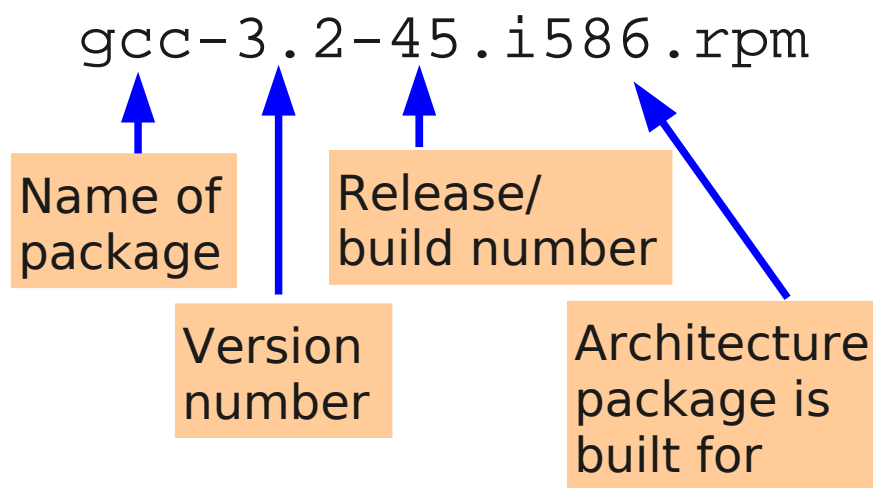 gcc-3.2-45.i586.rpm
Name of
package
Release/
build number
Version
number
Architecture
package is
built for